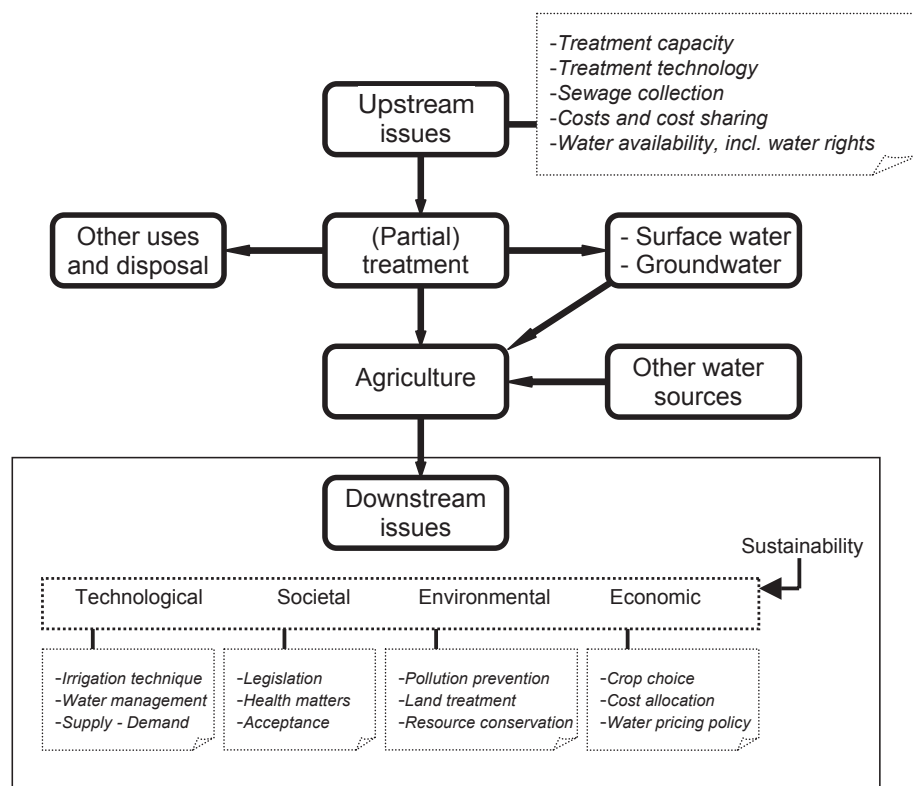 -Treatment capacity
-Treatment technology
-Sewage collection
-Costs and cost sharing
-Water availability, incl. water rights
Upstream
issues
Other uses
and disposal
(Partial)
treatment
- Surface water
- Groundwater
Agriculture
Other water
sources
Downstream
issues
Sustainability
Technological
Societal
Environmental
Economic
-Irrigation technique
-Water management
-Supply - Demand
-Legislation
-Health matters
-Acceptance
-Pollution prevention
-Land treatment
-Resource conservation
-Crop choice
-Cost allocation
-Water pricing policy